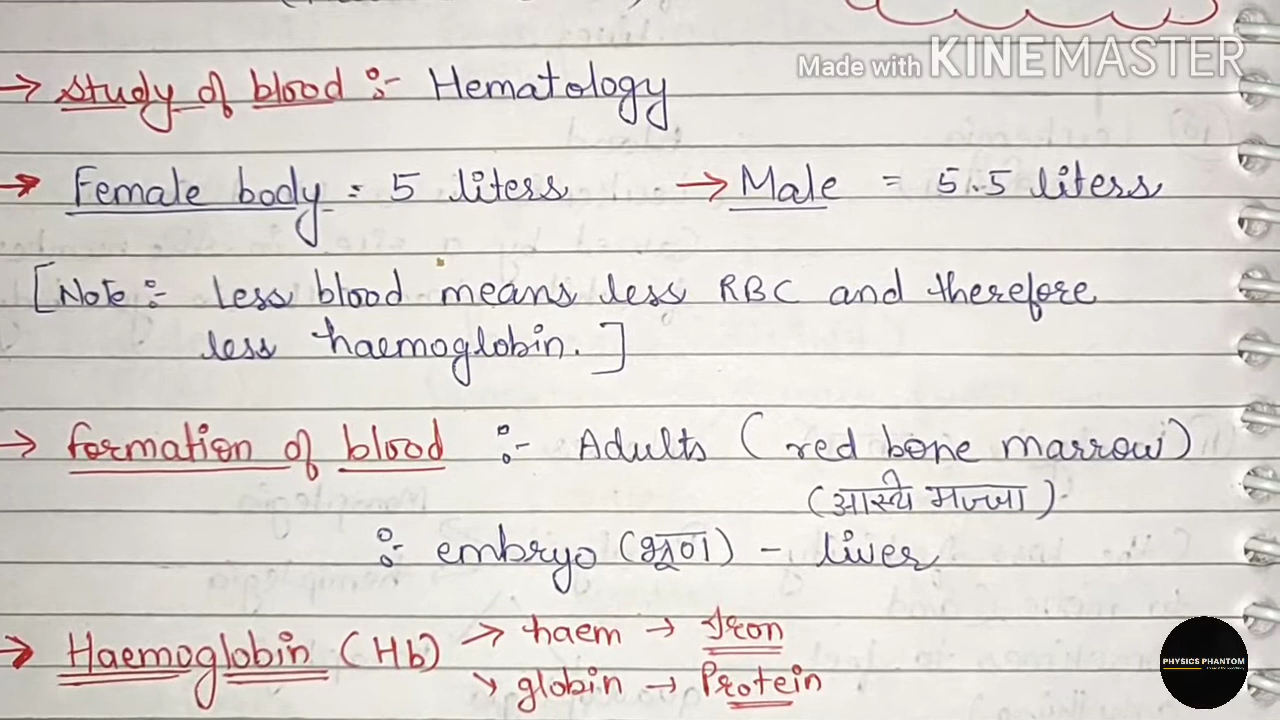 Made with KINEMASTER
→ Study of blood :- Hematology
→ Female body = 5 liters → Male = 5.5 liters
[Note :- less blood means less RBC and therefore
less haemoglobin.]
→ formation of blood :- Adults (red bone marrow)
(आस्थे मज्जा)
:- embryo (भ्रूण) - liver
→ Haemoglobin (Hb) → haem → Iron
↘ globin → Protein
PHYSICS PHANTOM